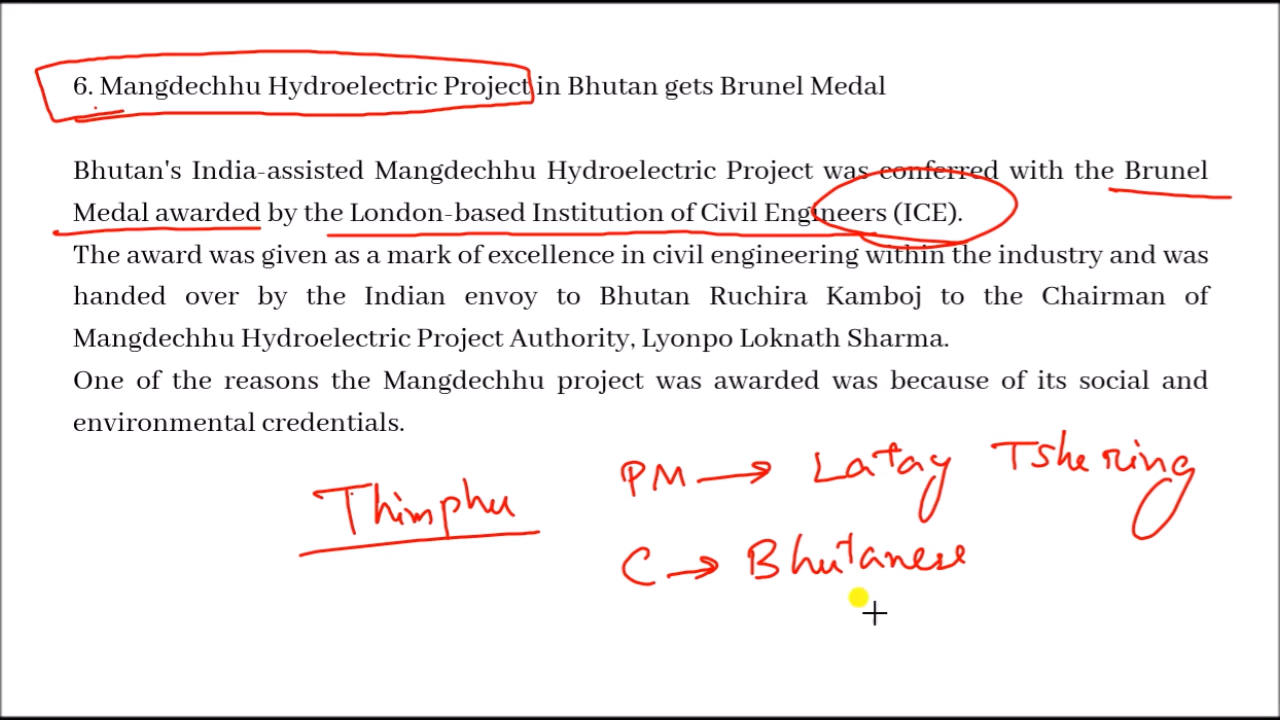 6. Mangdechhu Hydroelectric Project in Bhutan gets Brunel Medal
Bhutan's India-assisted Mangdechhu Hydroelectric Project was conferred with the Brunel
Medal awarded by the London-based Institution of Civil Engineers (ICE).
The award was given as a mark of excellence in civil engineering within the industry and was
handed over by the Indian envoy to Bhutan Ruchira Kamboj to the Chairman of
Mangdechhu Hydroelectric Project Authority, Lyonpo Loknath Sharma.
One of the reasons the Mangdechhu project was awarded was because of its social and
environmental credentials.
PM → Latay Tshering
Thimphu
C → Bhutanese